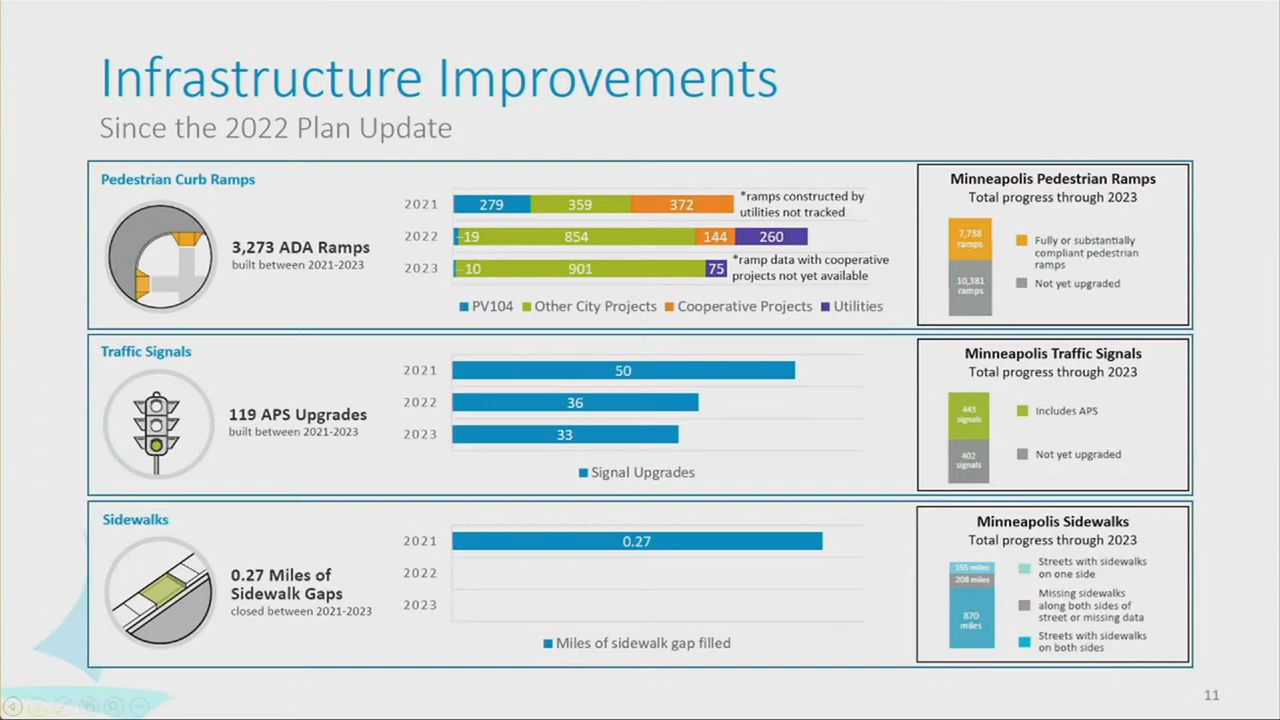 Infrastructure Improvements
Since the 2022 Plan Update
Pedestrian Curb Ramps
3,273 ADA Ramps
built between 2021-2023
2021
279
359
372
*ramps constructed by
utilities not tracked
2022
19
854
144
260
2023
10
901
75
*ramp data with cooperative
projects not yet available
PV104
Other City Projects
Cooperative Projects
Utilities
Minneapolis Pedestrian Ramps
Total progress through 2023
7,738
ramps
10,381
ramps
Fully or substantially
compliant pedestrian
ramps
Not yet upgraded
Traffic Signals
119 APS Upgrades
built between 2021-2023
2021
50
2022
36
2023
33
Signal Upgrades
Minneapolis Traffic Signals
Total progress through 2023
signals
402
signals
Includes APS
Not yet upgraded
Sidewalks
0.27 Miles of
Sidewalk Gaps
closed between 2021-2023
2021
0.27
2022
2023
Miles of sidewalk gap filled
Minneapolis Sidewalks
Total progress through 2023
155 miles
208 miles
870
miles
Streets with sidewalks
on one side
Missing sidewalks
along both sides of
street or missing data
Streets with sidewalks
on both sides
11